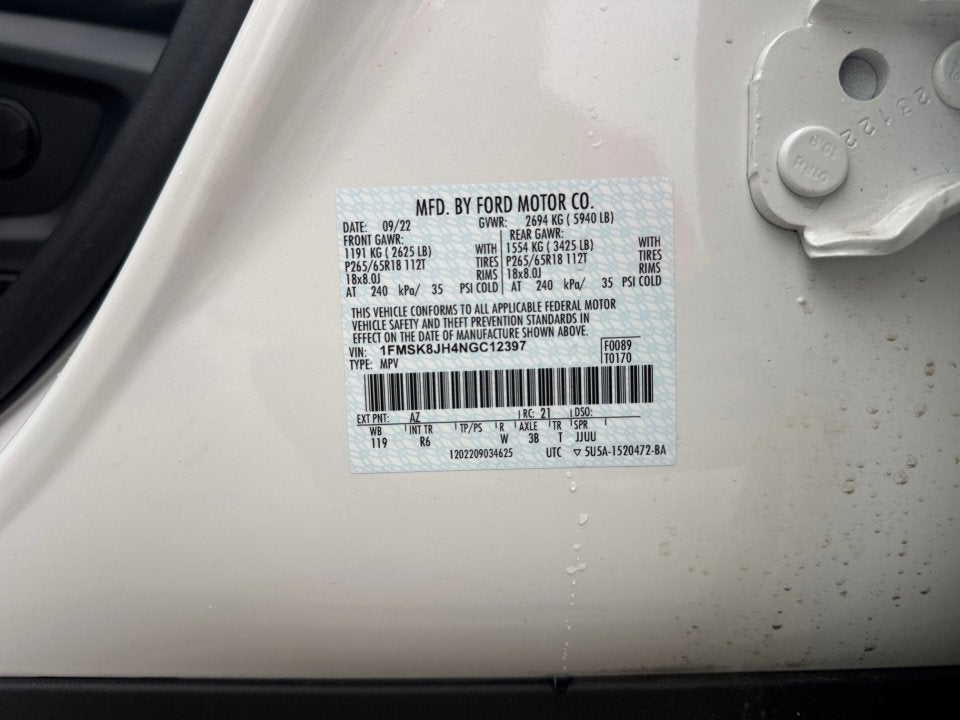 MFD. BY FORD MOTOR CO.
DATE: 09/22 GVWR: 2694 KG ( 5940 LB)
FRONT GAWR: REAR GAWR:
1191 KG ( 2625 LB) WITH 1554 KG ( 3425 LB) WITH
P265/65R18 112T TIRES P265/65R18 112T TIRES
18x8.0J RIMS 18x8.0J RIMS
AT 240 kPa/ 35 PSI COLD AT 240 kPa/ 35 PSI COLD
THIS VEHICLE CONFORMS TO ALL APPLICABLE FEDERAL MOTOR
VEHICLE SAFETY AND THEFT PREVENTION STANDARDS IN
EFFECT ON THE DATE OF MANUFACTURE SHOWN ABOVE.
VIN: 1FMSK8JH4NGC12397 F0089
TYPE: MPV T0170
EXT PNT: AZ RC: 21 DSO:
WB INT TR TP/PS R AXLE TR SPR
119 R6 W 3B T JJUU
1202209034625 UTC ▽ 5U5A-1520472-BA
23122